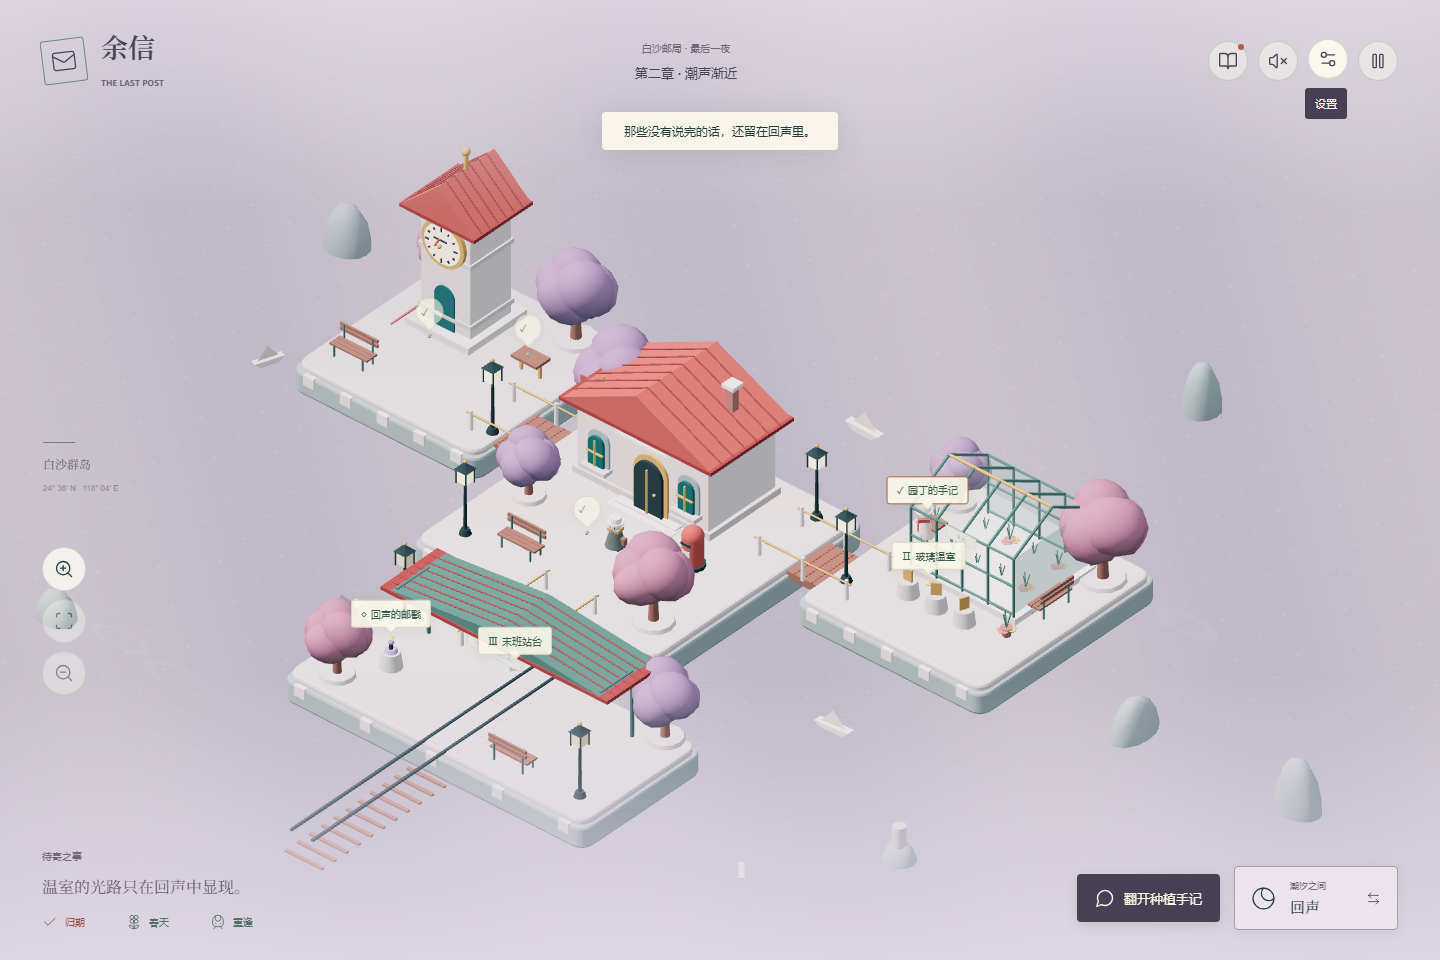 余信
THE LAST POST
白沙邮局 · 最后一夜
第二章 · 潮声渐近
设置
那些没有说完的话，还留在回声里。
白沙群岛
24° 36' N 118° 04' E
✓ 园丁的手记
II 玻璃温室
◇ 回声的邮戳
III 末班站台
待寄之事
温室的光路只在回声中显现。
归期
春天
重逢
翻开种植手记
潮汐之间
回声